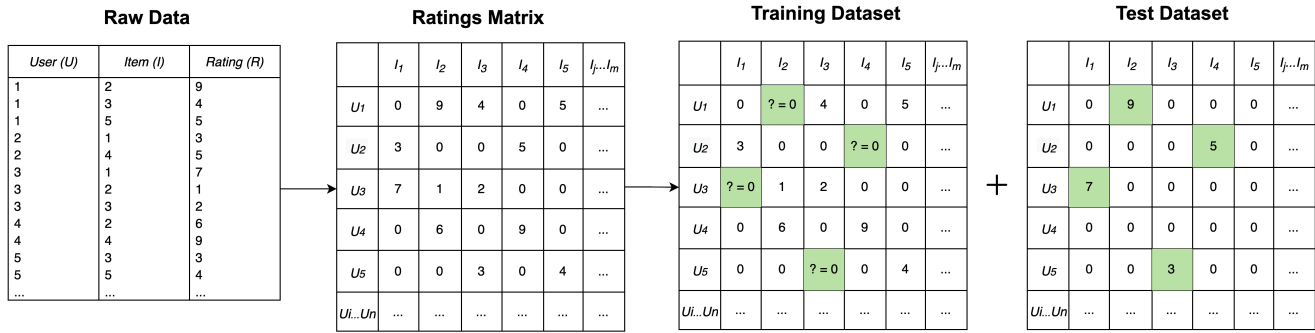 Raw Data
User (U) Item (I) Rating (R)
1 2 9
1 3 4
1 5 5
2 1 3
2 4 5
3 1 7
3 2 1
3 3 2
4 2 6
4 4 9
5 3 3
5 5 4
... ... ...
Ratings Matrix
I1 I2 I3 I4 I5 Ij...Im
U1 0 9 4 0 5 ...
U2 3 0 0 5 0 ...
U3 7 1 2 0 0 ...
U4 0 6 0 9 0 ...
U5 0 0 3 0 4 ...
Ui...Un ... ... ... ... ... ...
Training Dataset
I1 I2 I3 I4 I5 Ij...Im
U1 0 ? = 0 4 0 5 ...
U2 3 0 0 ? = 0 0 ...
U3 ? = 0 1 2 0 0 ...
U4 0 6 0 9 0 ...
U5 0 0 ? = 0 0 4 ...
Ui...Un ... ... ... ... ... ...
+
Test Dataset
I1 I2 I3 I4 I5 Ij...Im
U1 0 9 0 0 0 ...
U2 0 0 0 5 0 ...
U3 7 0 0 0 0 ...
U4 0 0 0 0 0 ...
U5 0 0 3 0 0 ...
Ui...Un ... ... ... ... ... ...